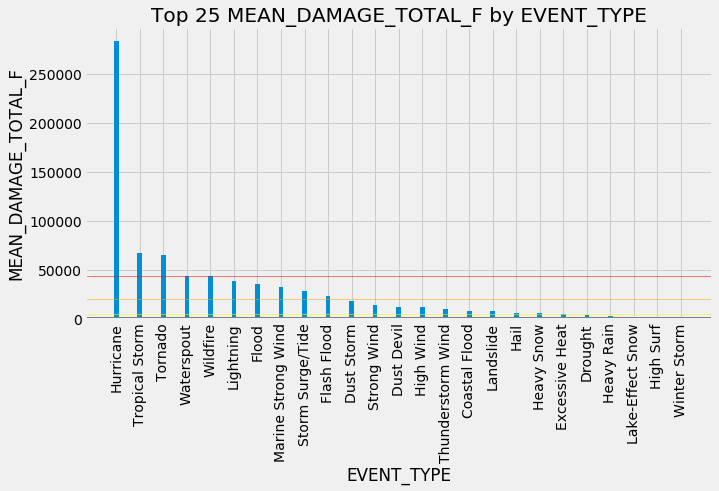 Top 25 MEAN_DAMAGE_TOTAL_F by EVENT_TYPE
MEAN_DAMAGE_TOTAL_F
250000
200000
150000
100000
50000
0
Hurricane
Tropical Storm
Tornado
Waterspout
Wildfire
Lightning
Flood
Marine Strong Wind
Storm Surge/Tide
Flash Flood
Dust Storm
Strong Wind
Dust Devil
High Wind
Thunderstorm Wind
Coastal Flood
Landslide
Hail
Heavy Snow
Excessive Heat
Drought
Heavy Rain
Lake-Effect Snow
High Surf
Winter Storm
EVENT_TYPE